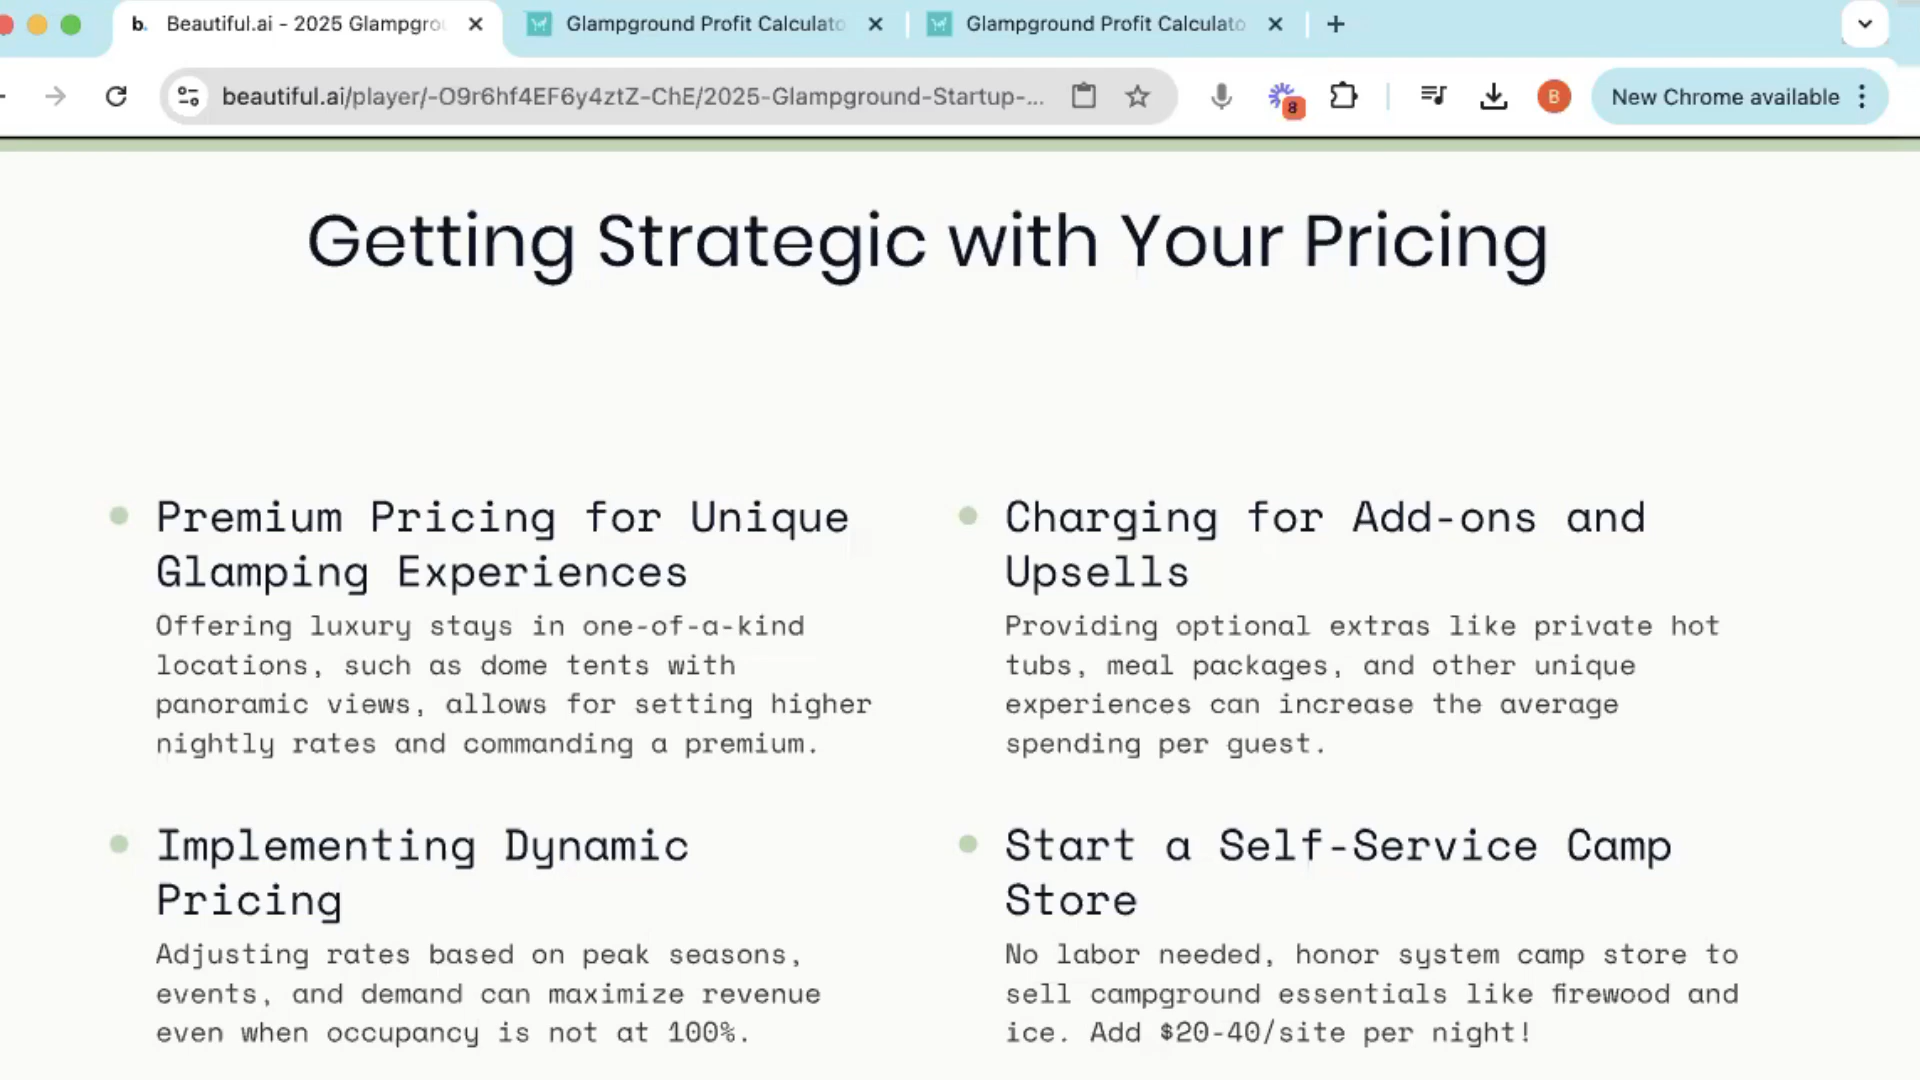 b. Beautiful.ai - 2025 Glampgro
Glampground Profit Calculato
Glampground Profit Calculato
beautiful.ai/player/-O9r6hf4EF6y4ztZ-ChE/2025-Glampground-Startup-...
8
B
New Chrome available
Getting Strategic with Your Pricing
Premium Pricing for Unique
Glamping Experiences
Offering luxury stays in one-of-a-kind
locations, such as dome tents with
panoramic views, allows for setting higher
nightly rates and commanding a premium.
Charging for Add-ons and
Upsells
Providing optional extras like private hot
tubs, meal packages, and other unique
experiences can increase the average
spending per guest.
Implementing Dynamic
Pricing
Adjusting rates based on peak seasons,
events, and demand can maximize revenue
even when occupancy is not at 100%.
Start a Self-Service Camp
Store
No labor needed, honor system camp store to
sell campground essentials like firewood and
ice. Add $20-40/site per night!